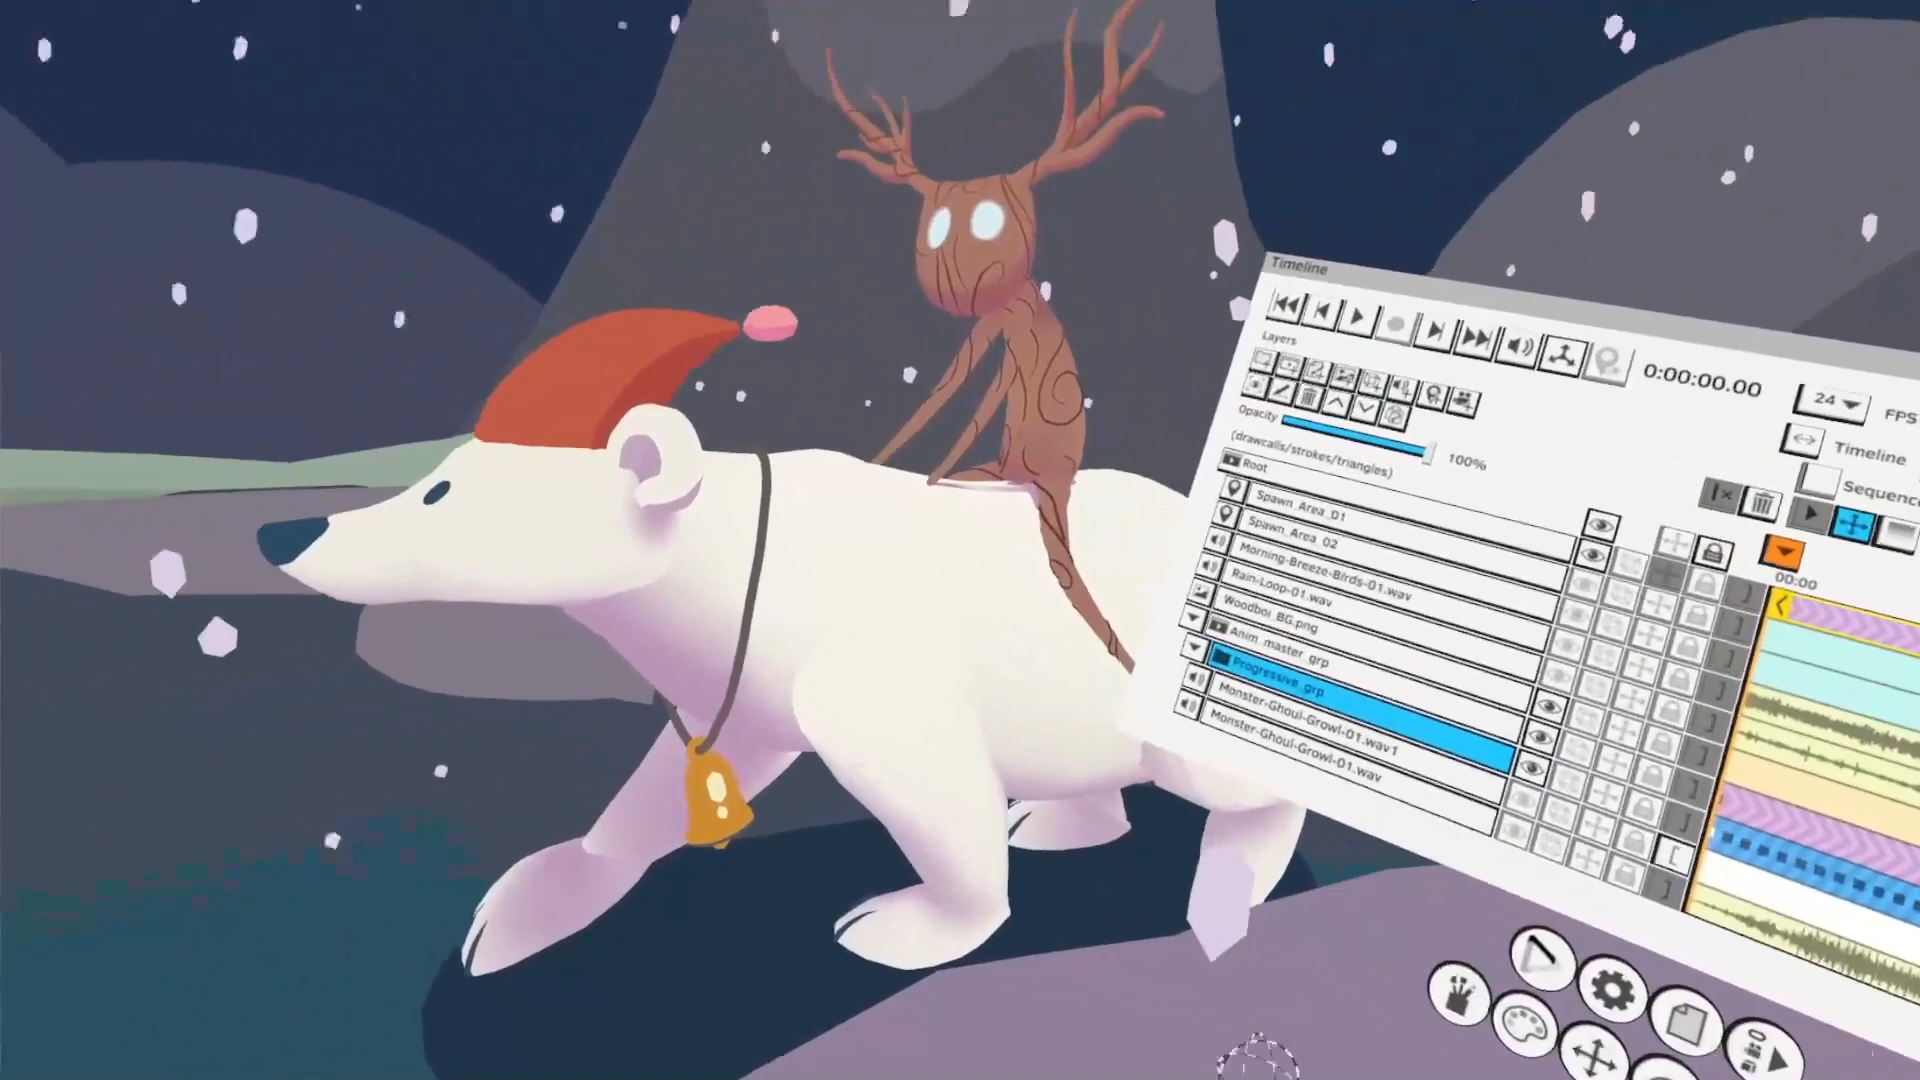 Timeline
0:00:00.00
24
FPS
Layers
Timeline
Opacity
100%
Sequence
(drawcalls/strokes/triangles)
Root
Spawn_Area_01
Spawn_Area_02
Morning-Breeze-Birds-01.wav
Rain-Loop-01.wav
Woodboi_BG.png
Anim_master_grp
Progressive_grp
Monster-Ghoul-Growl-01.wav1
Monster-Ghoul-Growl-01.wav
00:00